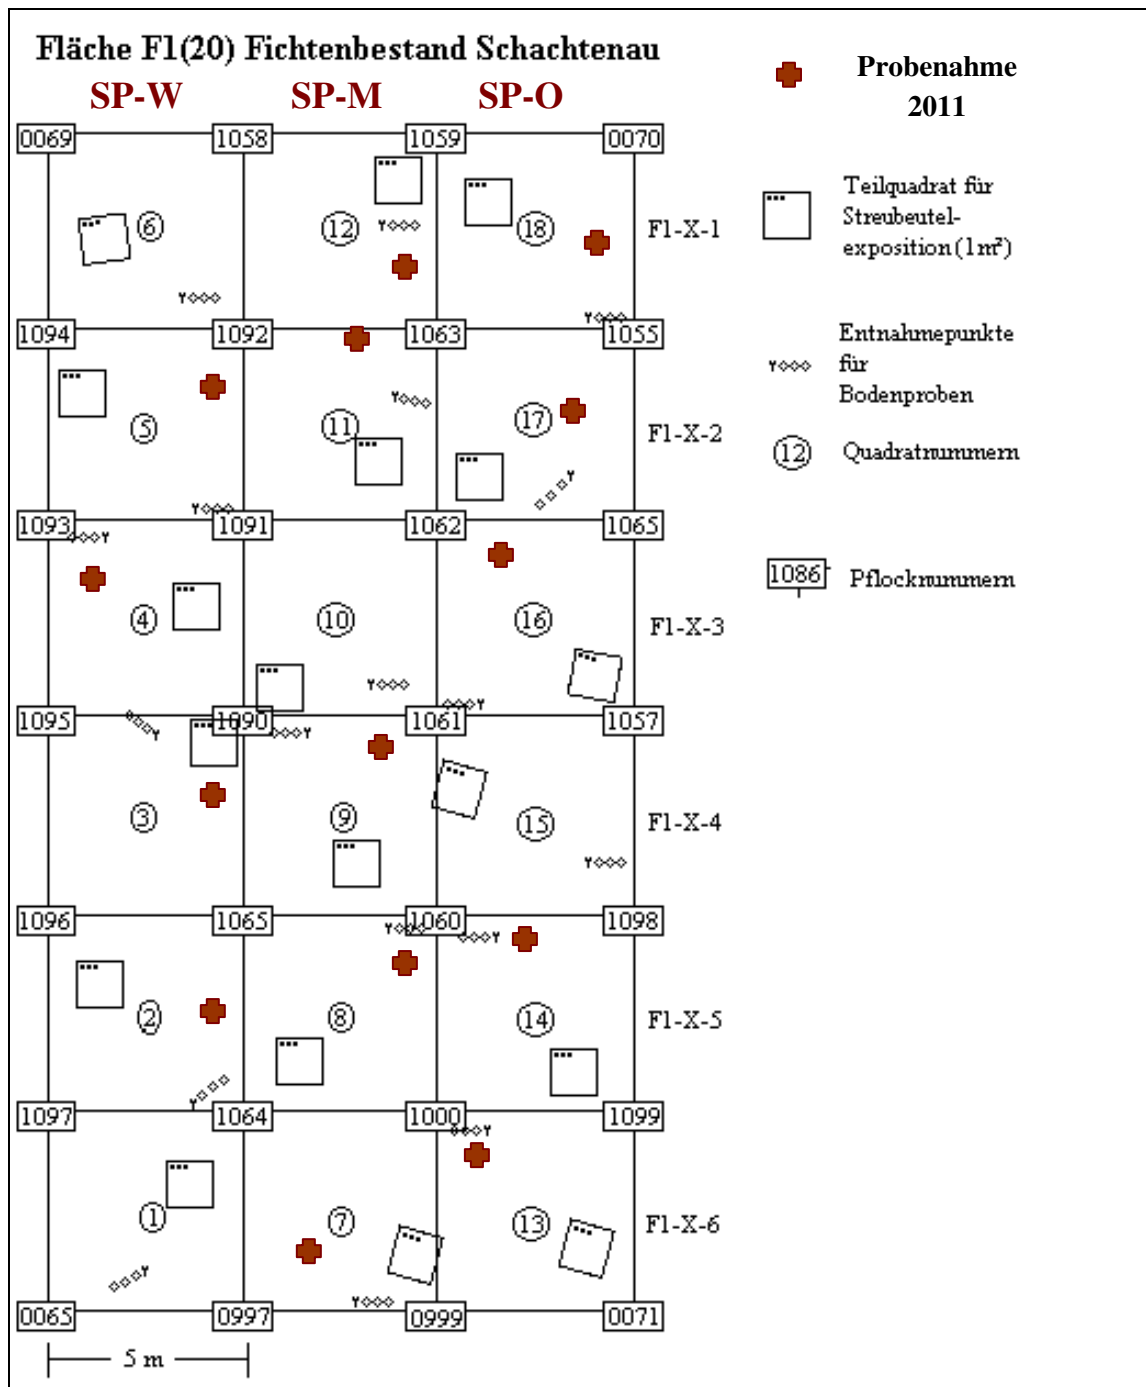 Fläche F1(20) Fichtenbestand Schachtenau
SP-W SP-M SP-O
0069 1058 1059 0070
6 12 18 F1-X-1
1094 1092 1063 1055
5 11 17 F1-X-2
1093 1091 1062 1065
4 10 16 F1-X-3
1095 1090 1061 1057
3 9 15 F1-X-4
1096 1065 1060 1098
2 8 14 F1-X-5
1097 1064 1000 1099
1 7 13 F1-X-6
0065 0997 0999 0071
5 m
Probenahme
2011
Teilquadrat für
Streubeutel-
exposition (1m²)
Entnahmepunkte
für
Bodenproben
12 Quadratnummern
1086 Pflocknummern